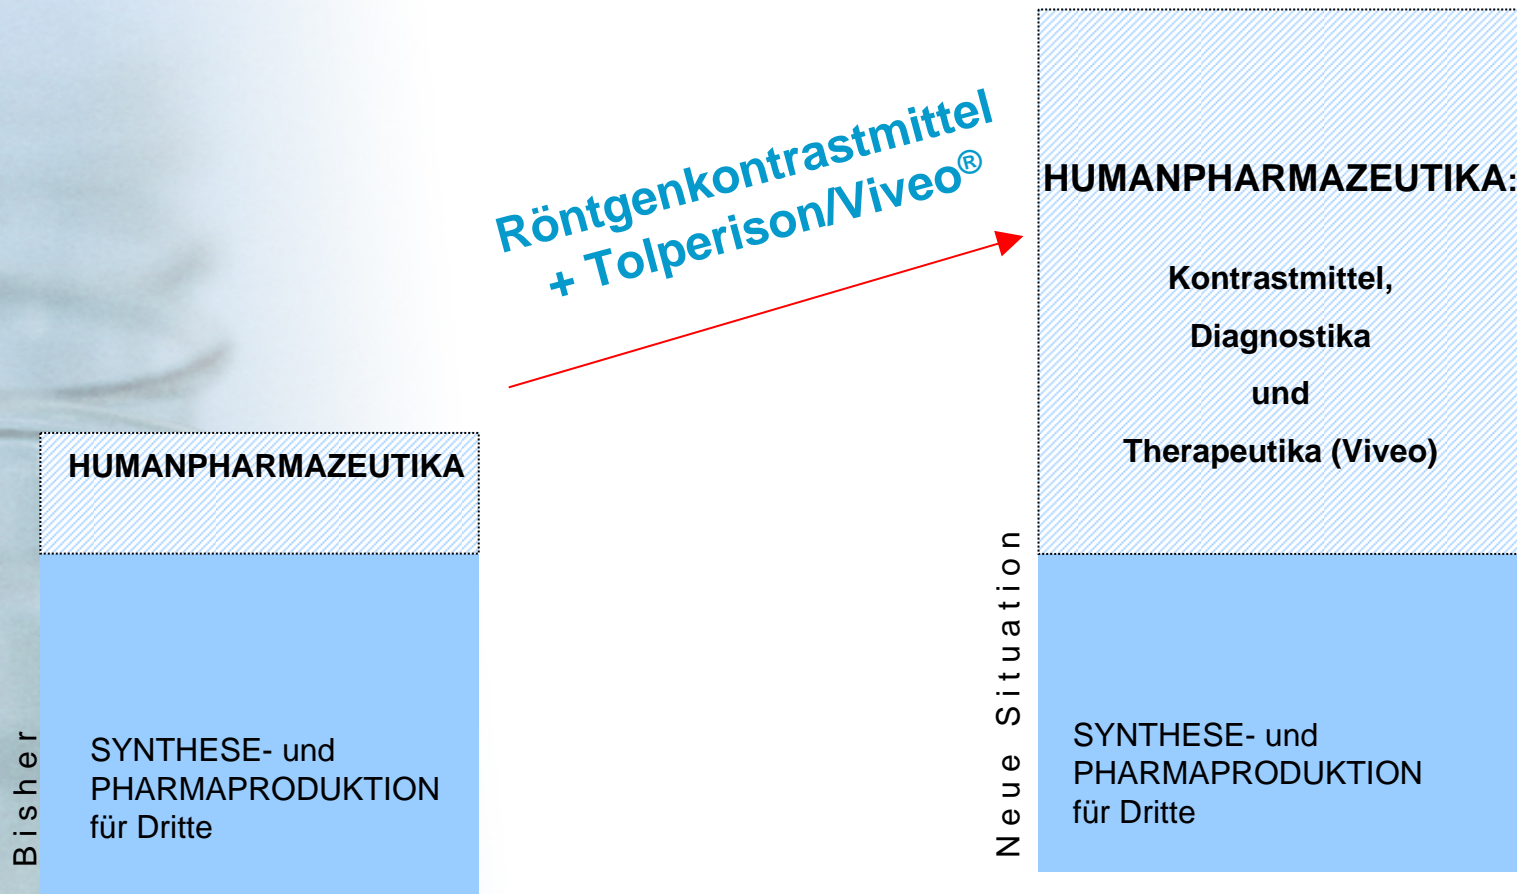 Röntgenkontrastmittel
+ Tolperison/Viveo®
Bisher
HUMANPHARMAZEUTIKA
SYNTHESE- und
PHARMAPRODUKTION
für Dritte
Neue Situation
HUMANPHARMAZEUTIKA:
Kontrastmittel,
Diagnostika
und
Therapeutika (Viveo)
SYNTHESE- und
PHARMAPRODUKTION
für Dritte